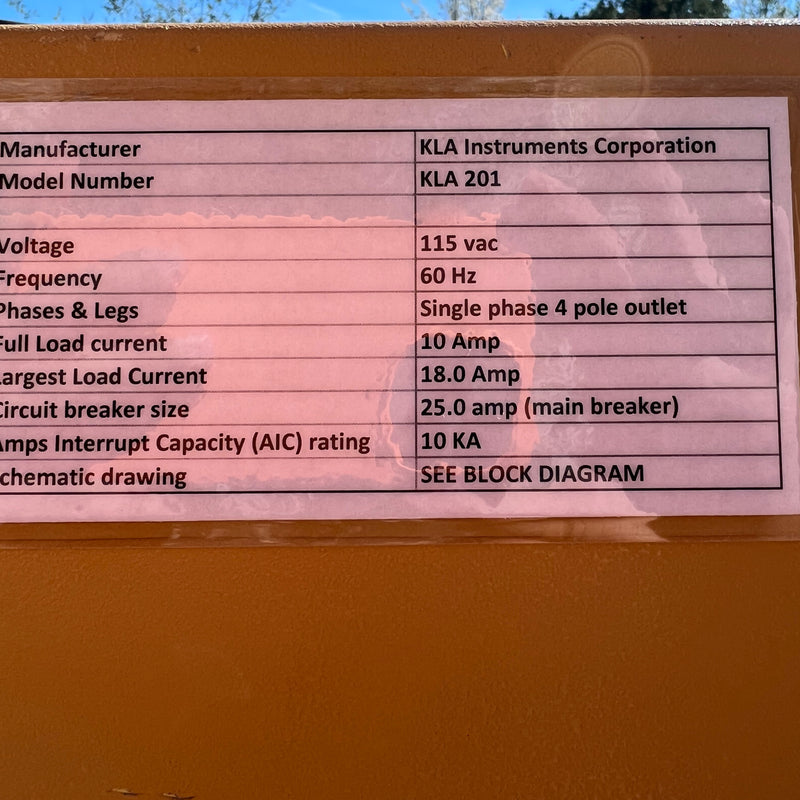 Manufacturer KLA Instruments Corporation
Model Number KLA 201
Voltage 115 vac
Frequency 60 Hz
Phases & Legs Single phase 4 pole outlet
Full Load current 10 Amp
Largest Load Current 18.0 Amp
Circuit breaker size 25.0 amp (main breaker)
Amps Interrupt Capacity (AIC) rating 10 KA
chematic drawing SEE BLOCK DIAGRAM